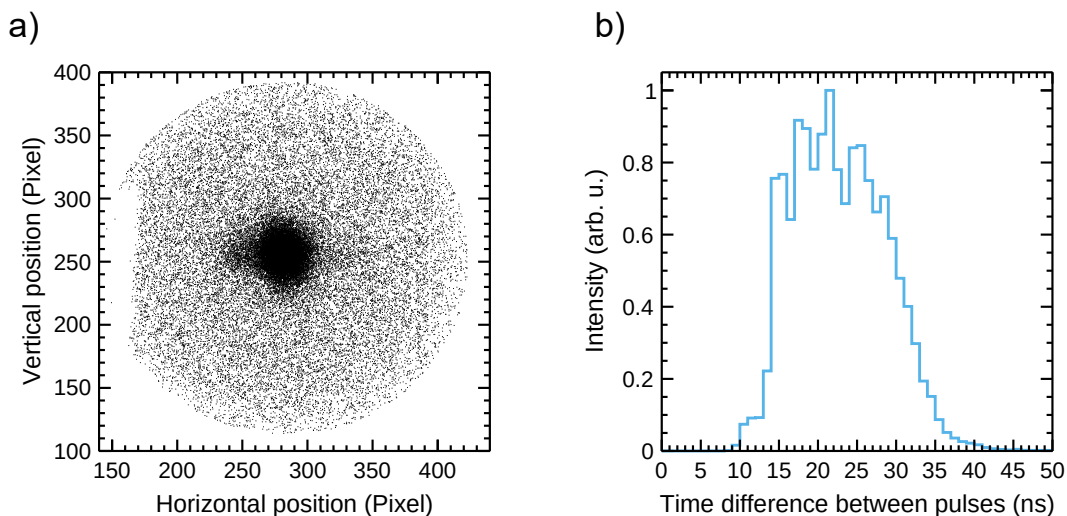 a)
b)
400
350
300
250
200
150
100
150 200 250 300 350 400
Vertical position (Pixel)
Horizontal position (Pixel)
1
0.8
0.6
0.4
0.2
0
0 5 10 15 20 25 30 35 40 45 50
Intensity (arb. u.)
Time difference between pulses (ns)